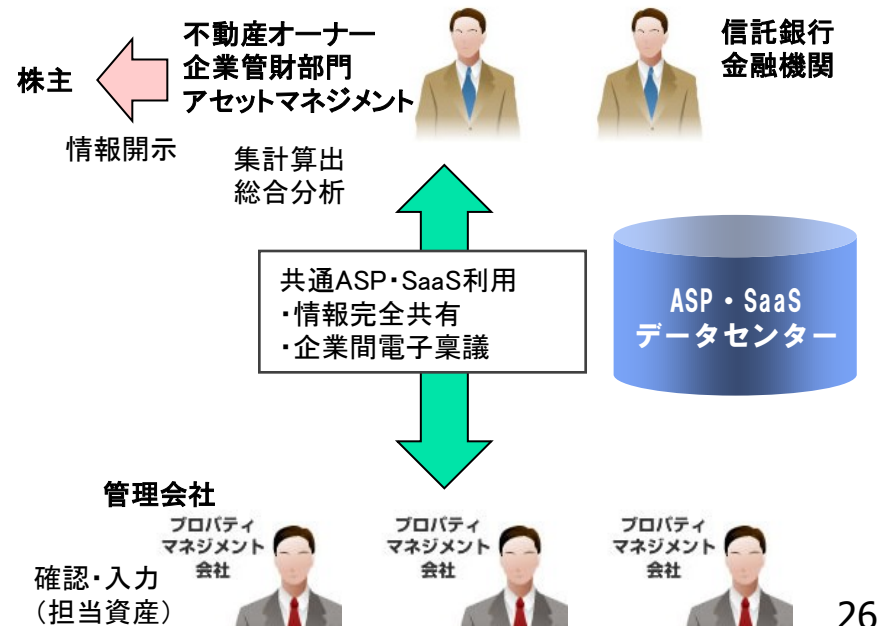 不動産オーナー
企業管財部門
アセットマネジメント
信託銀行
金融機関
株主
情報開示
集計算出
総合分析
共通ASP・SaaS利用
・情報完全共有
・企業間電子稟議
ASP・SaaS
データセンター
管理会社
プロパティ
マネジメント
会社
プロパティ
マネジメント
会社
プロパティ
マネジメント
会社
確認・入力
（担当資産）
26